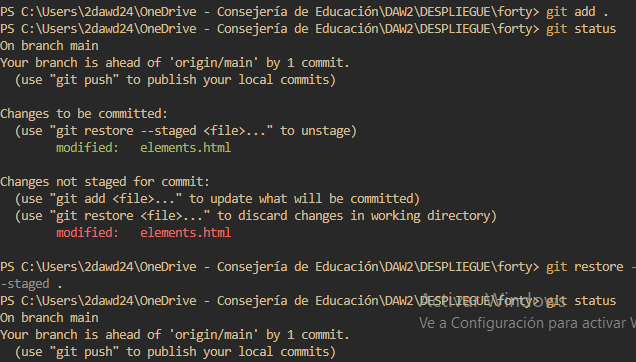 PS C:\Users\2dawd24\OneDrive - Consejería de Educación\DAW2\DESPLIEGUE\forty> git add .
PS C:\Users\2dawd24\OneDrive - Consejería de Educación\DAW2\DESPLIEGUE\forty> git status
On branch main
Your branch is ahead of 'origin/main' by 1 commit.
  (use "git push" to publish your local commits)

Changes to be committed:
  (use "git restore --staged <file>..." to unstage)
        modified:   elements.html

Changes not staged for commit:
  (use "git add <file>..." to update what will be committed)
  (use "git restore <file>..." to discard changes in working directory)
        modified:   elements.html

PS C:\Users\2dawd24\OneDrive - Consejería de Educación\DAW2\DESPLIEGUE\forty> git restore -
-staged .
PS C:\Users\2dawd24\OneDrive - Consejería de Educación\DAW2\DESPLIEGUE\forty> git status
Activar Windows
On branch main
Ve a Configuración para activar W
Your branch is ahead of 'origin/main' by 1 commit.
  (use "git push" to publish your local commits)